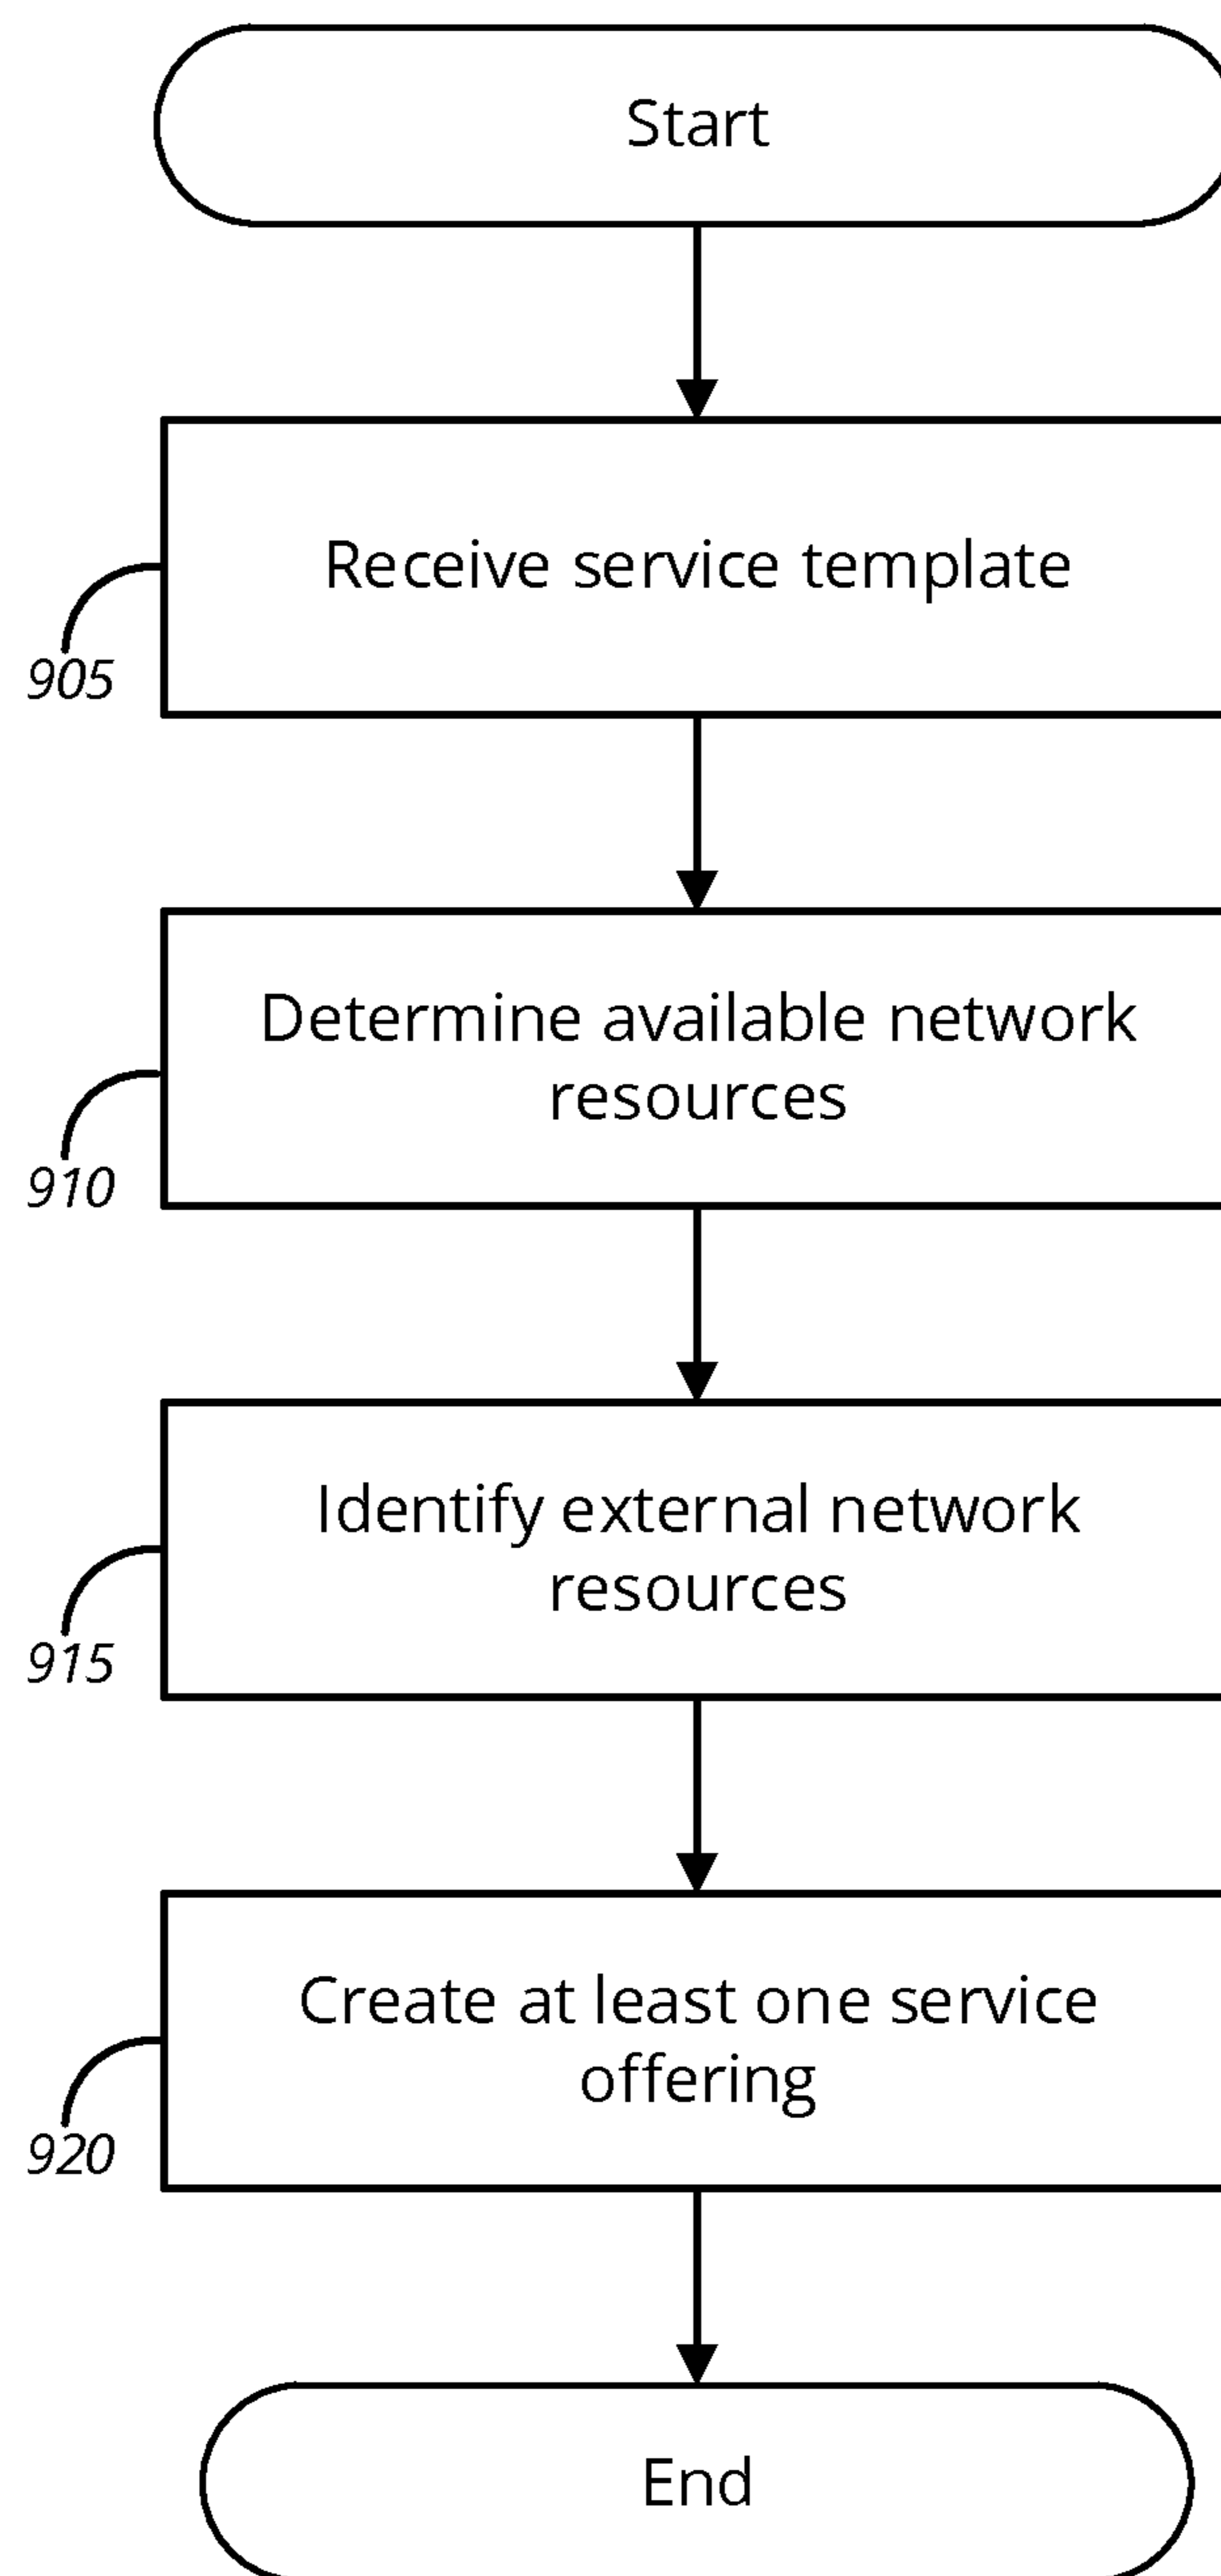 Start
Receive service template
905
Determine available network
resources
910
Identify external network
resources
915
Create at least one service
offering
920
End